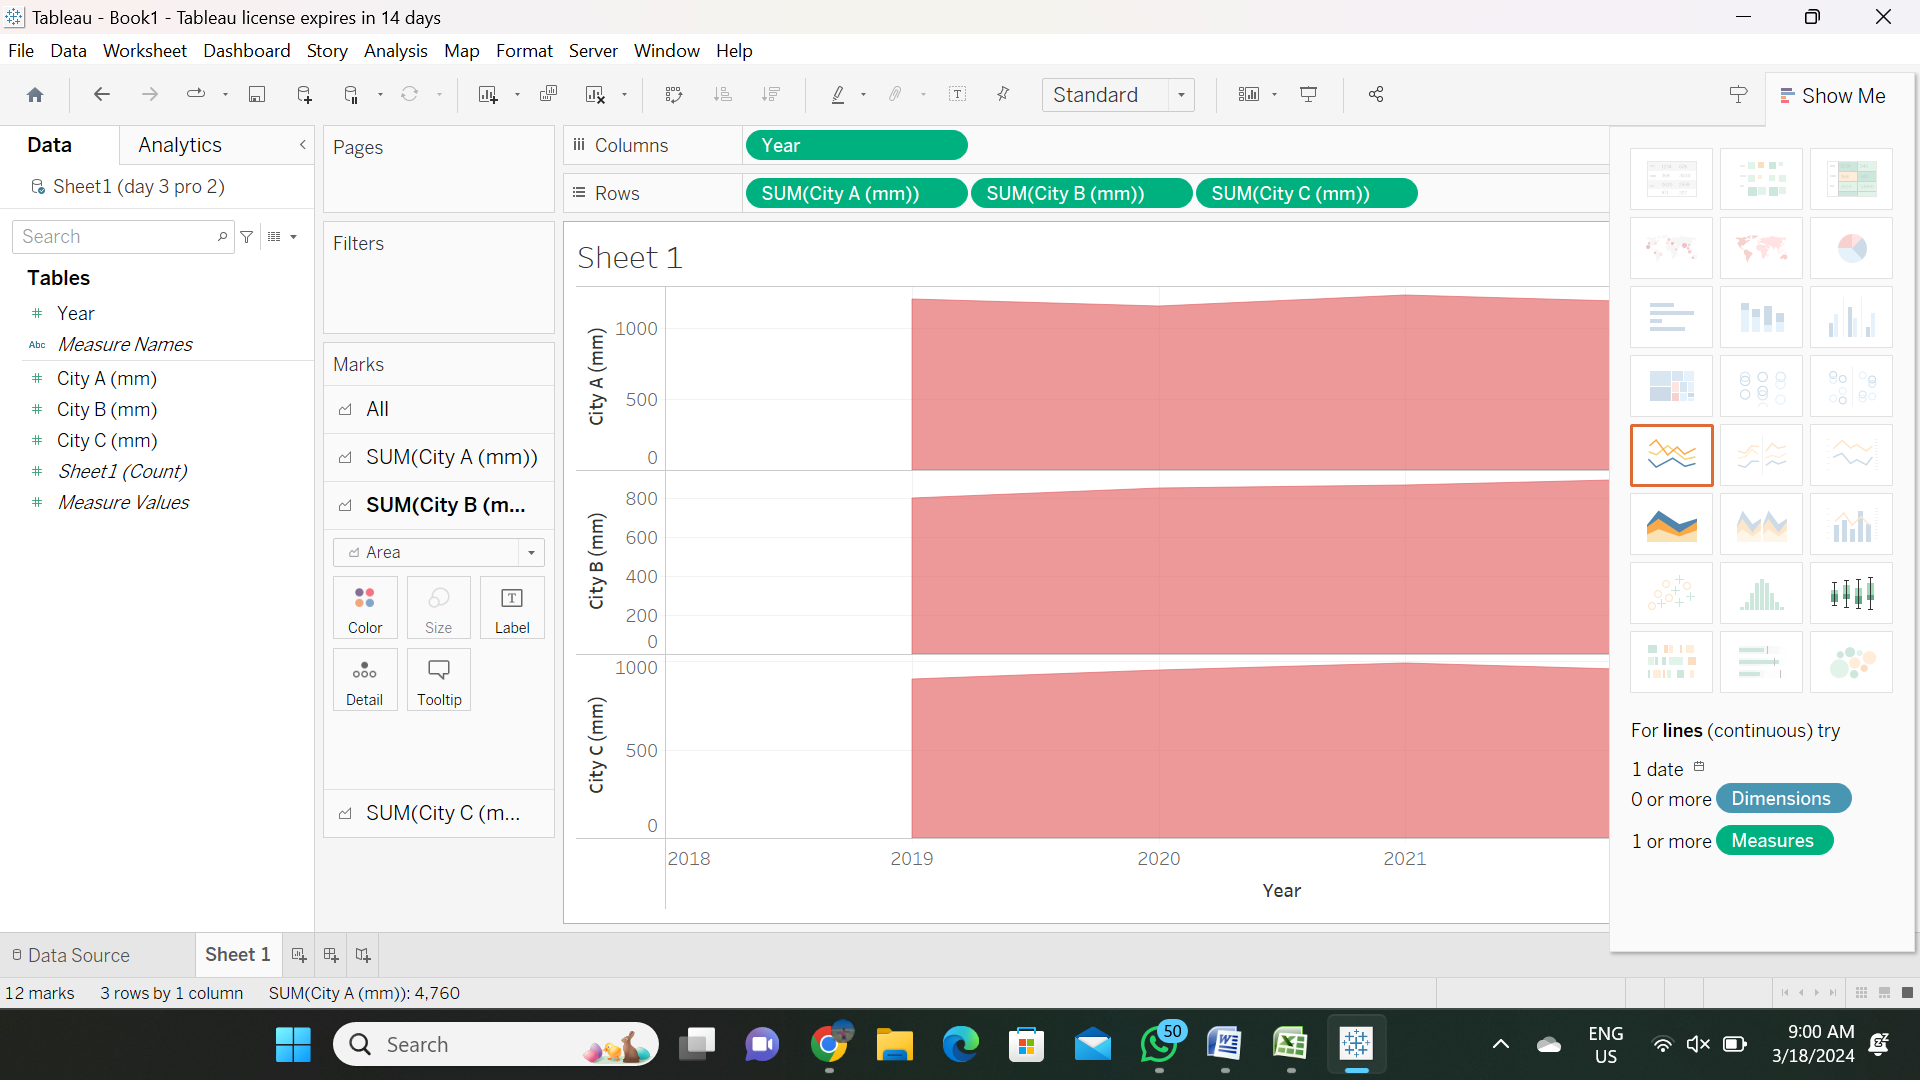 Tableau - Book1 - Tableau license expires in 14 days
File Data Worksheet Dashboard Story Analysis Map Format Server Window Help
Standard
Show Me
Data
Analytics
Sheet1 (day 3 pro 2)
Search
Tables
# Year
Abc Measure Names
# City A (mm)
# City B (mm)
# City C (mm)
# Sheet1 (Count)
# Measure Values
Pages
Filters
Marks
All
SUM(City A (mm))
SUM(City B (m...
Area
Color
Size
Label
Detail
Tooltip
SUM(City C (m...
Columns
Year
Rows
SUM(City A (mm))
SUM(City B (mm))
SUM(City C (mm))
Sheet 1
City A (mm)
1000
500
0
City B (mm)
800
600
400
200
0
City C (mm)
1000
500
0
2018
2019
2020
2021
Year
For lines (continuous) try
1 date
0 or more Dimensions
1 or more Measures
Data Source
Sheet 1
12 marks
3 rows by 1 column
SUM(City A (mm)): 4,760
Search
50
ENG
US
9:00 AM
3/18/2024